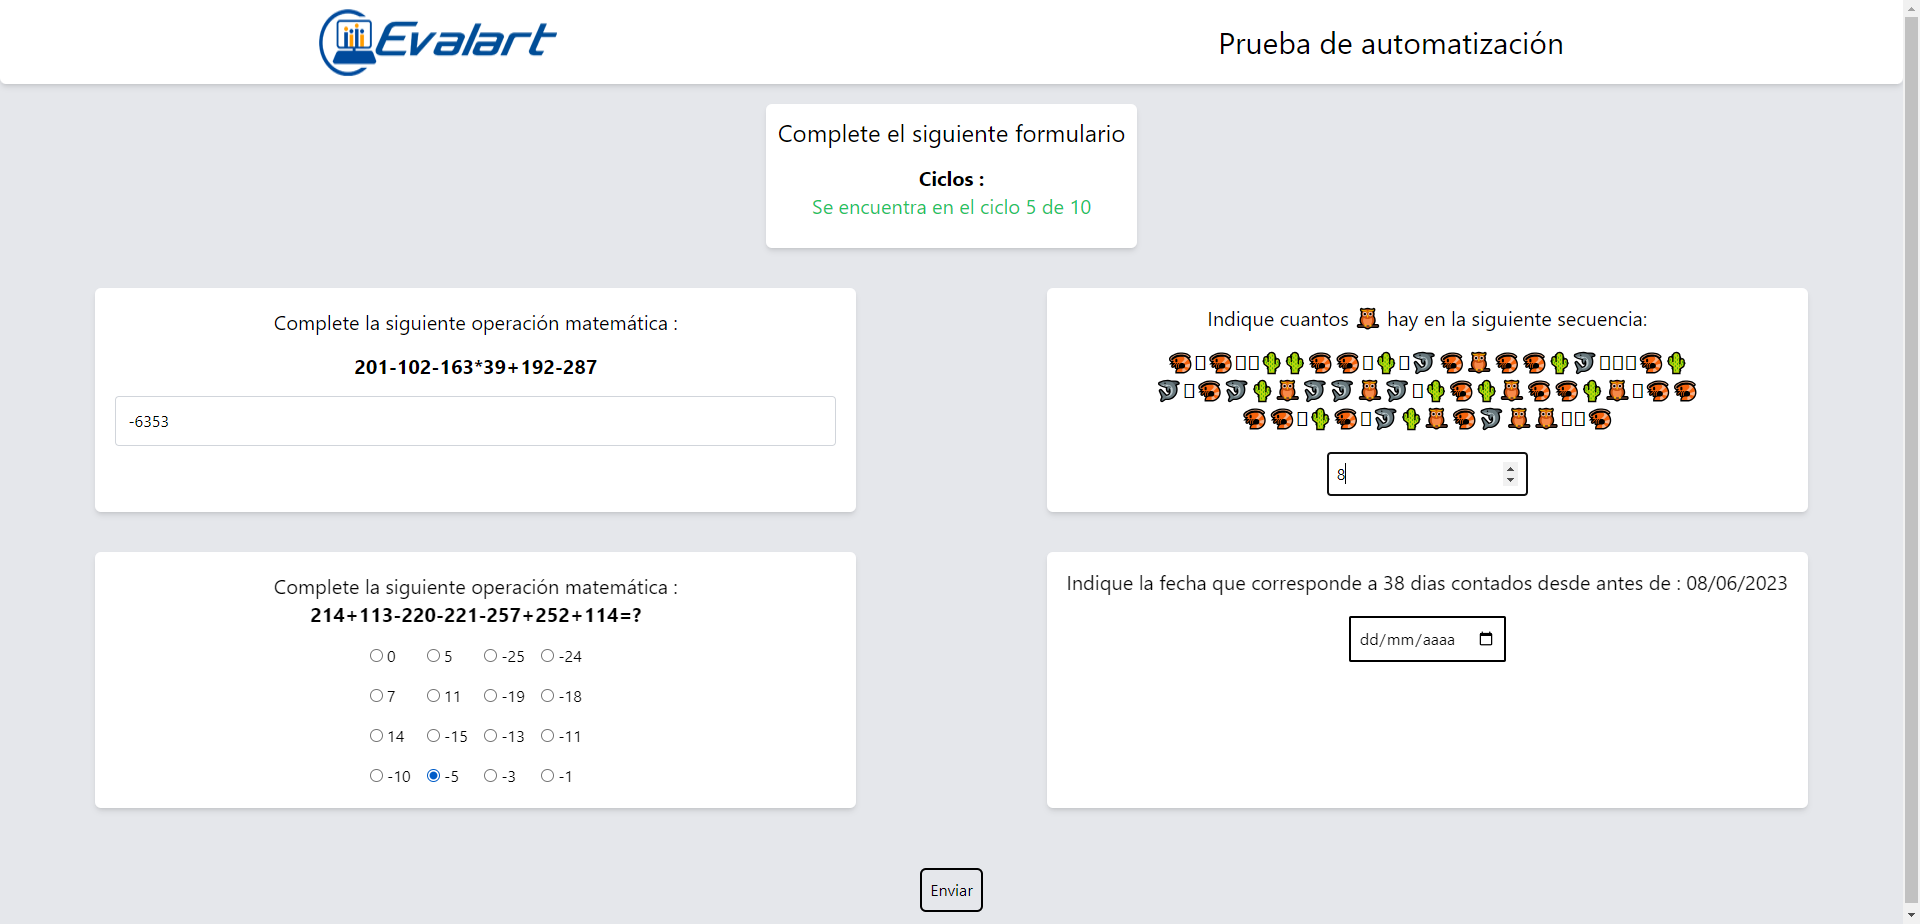 Evalart
Prueba de automatización
Complete el siguiente formulario
Ciclos :
Se encuentra en el ciclo 5 de 10
Complete la siguiente operación matemática :
201-102-163*39+192-287
-6353
Indique cuantos 🦉 hay en la siguiente secuencia:
8
Complete la siguiente operación matemática :
214+113-220-221-257+252+114=?
0 5 -25 -24
7 11 -19 -18
14 -15 -13 -11
-10 -5 -3 -1
Indique la fecha que corresponde a 38 dias contados desde antes de : 08/06/2023
dd/mm/aaaa
Enviar